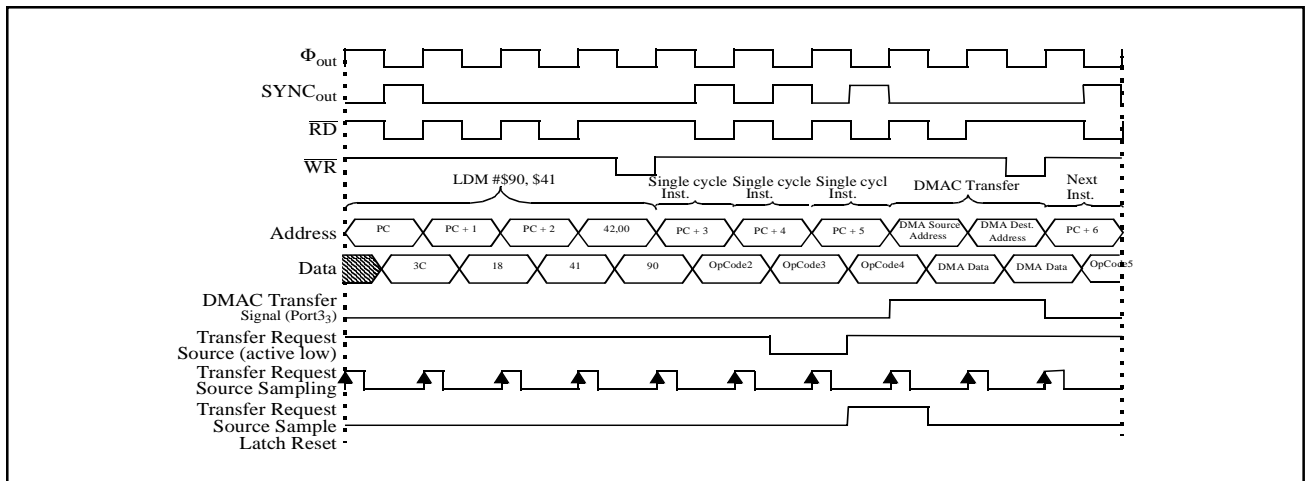 Φout
SYNCout
RD
WR
LDM #$90, $41
Single cycle Inst.
Single cycle Inst.
Single cycl Inst.
DMAC Transfer
Next Inst.
Address
PC
PC + 1
PC + 2
42,00
PC + 3
PC + 4
PC + 5
DMA Source Address
DMA Dest. Address
PC + 6
Data
3C
18
41
90
OpCode2
OpCode3
OpCode4
DMA Data
DMA Data
OpCode5
DMAC Transfer
Signal (Port33)
Transfer Request
Source (active low)
Transfer Request
Source Sampling
Transfer Request
Source Sample
Latch Reset